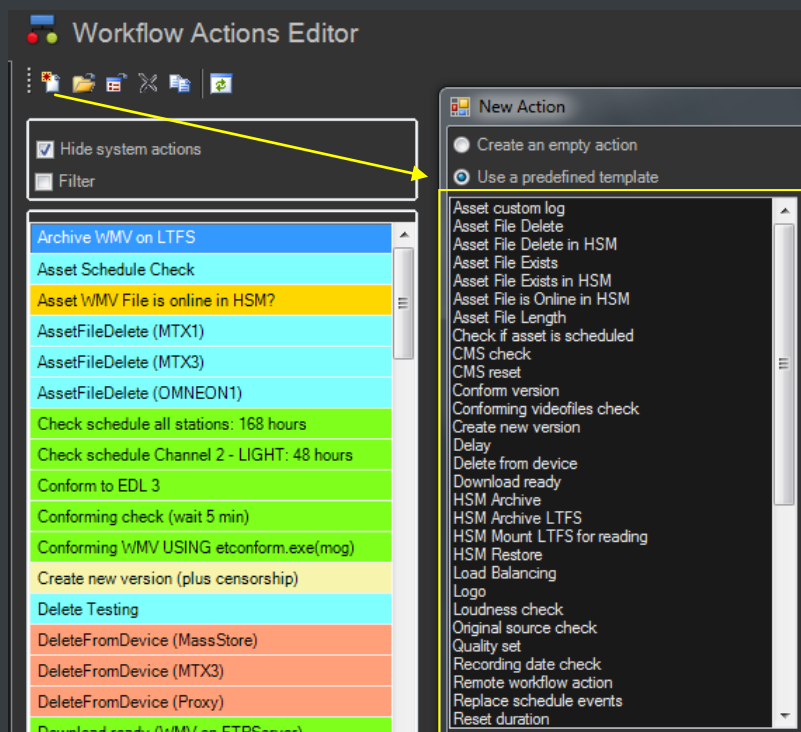 Workflow Actions Editor
Hide system actions
Filter
Archive WMV on LTFS
Asset Schedule Check
Asset WMV File is online in HSM?
AssetFileDelete (MTX1)
AssetFileDelete (MTX3)
AssetFileDelete (OMNEON1)
Check schedule all stations: 168 hours
Check schedule Channel 2 - LIGHT: 48 hours
Conform to EDL 3
Conforming check (wait 5 min)
Conforming WMV USING etconform.exe(mog)
Create new version (plus censorship)
Delete Testing
DeleteFromDevice (MassStore)
DeleteFromDevice (MTX3)
DeleteFromDevice (Proxy)
Download ready (WMV on FTPServer)
New Action
Create an empty action
Use a predefined template
Asset custom log
Asset File Delete
Asset File Delete in HSM
Asset File Exists
Asset File Exists in HSM
Asset File is Online in HSM
Asset File Length
Check if asset is scheduled
CMS check
CMS reset
Conform version
Conforming videofiles check
Create new version
Delay
Delete from device
Download ready
HSM Archive
HSM Archive LTFS
HSM Mount LTFS for reading
HSM Restore
Load Balancing
Logo
Loudness check
Original source check
Quality set
Recording date check
Remote workflow action
Replace schedule events
Reset duration